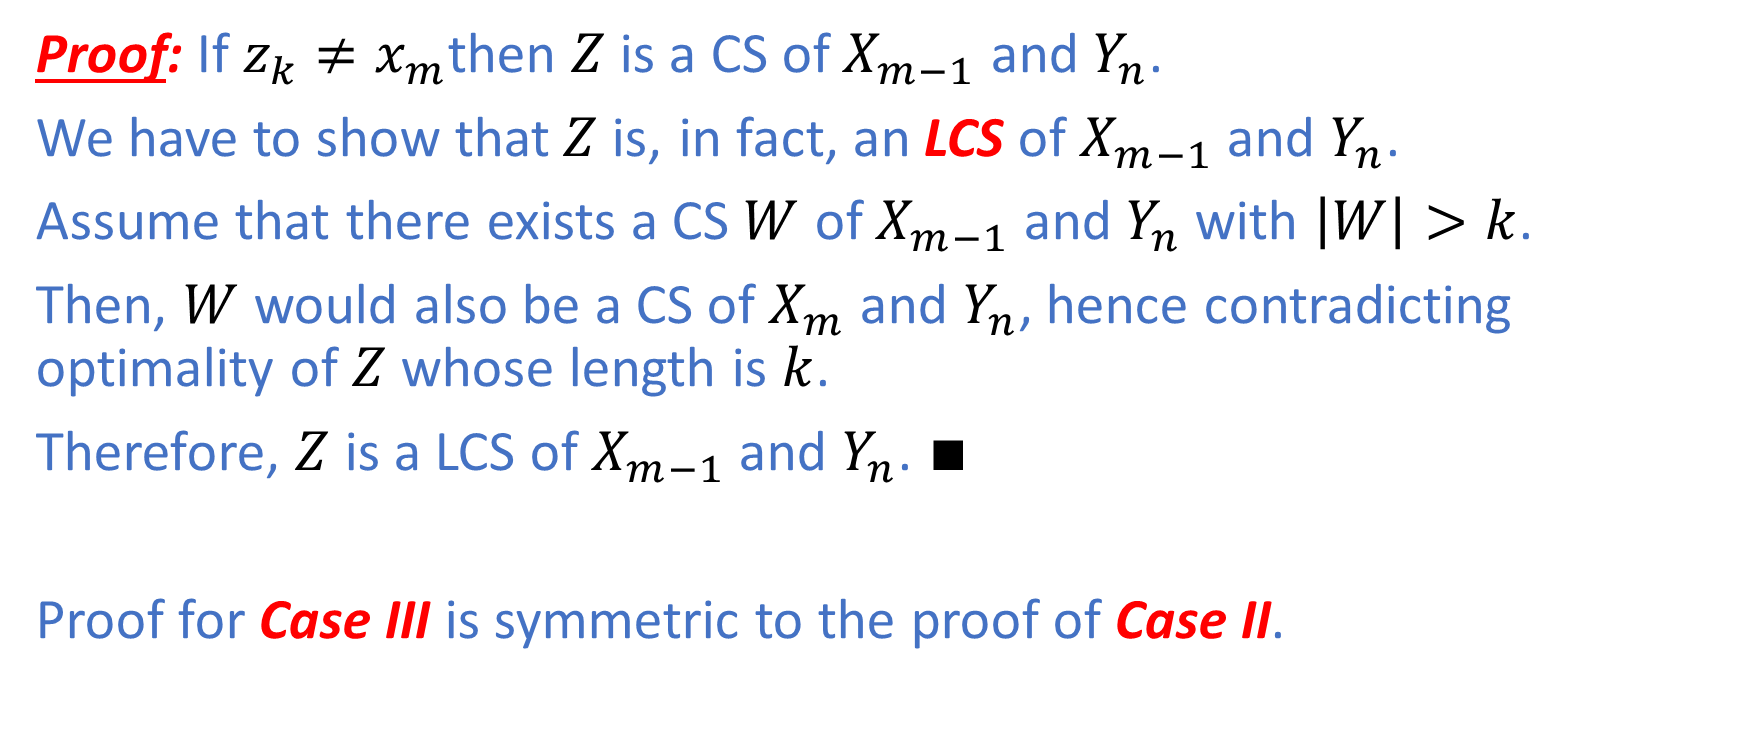 Proof: If z_k ≠ x_m then Z is a CS of X_{m−1} and Y_n.
We have to show that Z is, in fact, an LCS of X_{m−1} and Y_n.
Assume that there exists a CS W of X_{m−1} and Y_n with |W| > k.
Then, W would also be a CS of X_m and Y_n, hence contradicting
optimality of Z whose length is k.
Therefore, Z is a LCS of X_{m−1} and Y_n. ■
Proof for Case III is symmetric to the proof of Case II.